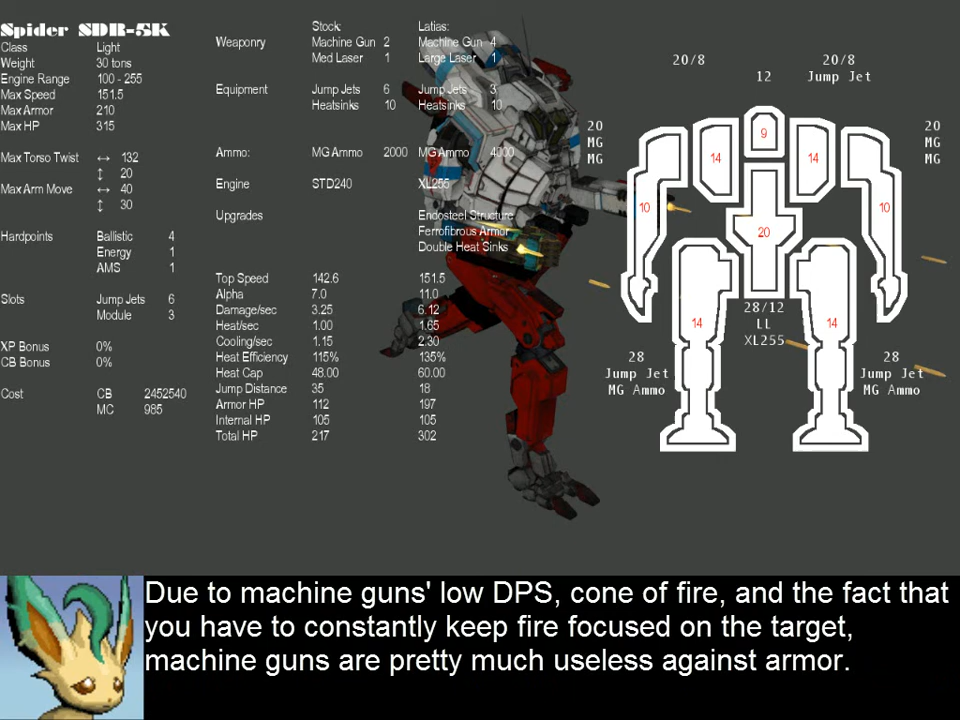 Spider SDR-5K
Class Light
Weight 30 tons
Engine Range 100 - 255
Max Speed 151.5
Max Armor 210
Max HP 315
Max Torso Twist ↔ 132
↕ 20
Max Arm Move ↔ 40
↕ 30
Hardpoints Ballistic 4
Energy 1
AMS 1
Slots Jump Jets 6
Module 3
XP Bonus 0%
CB Bonus 0%
Cost CB 2452540
MC 985
Stock: Latias:
Weaponry Machine Gun 2 Machine Gun 4
Med Laser 1 Large Laser 1
Equipment Jump Jets 6 Jump Jets 3
Heatsinks 10 Heatsinks 10
Ammo: MG Ammo 2000 MG Ammo 4000
Engine STD240 XL255
Upgrades Endosteel Structure
Ferrofibrous Armor
Double Heat Sinks
Top Speed 142.6 151.5
Alpha 7.0 11.0
Damage/sec 3.25 6.12
Heat/sec 1.00 1.65
Cooling/sec 1.15 2.30
Heat Efficiency 115% 135%
Heat Cap 48.00 60.00
Jump Distance 35 18
Armor HP 112 197
Internal HP 105 105
Total HP 217 302
20/8 20/8
12 Jump Jet
20 20
MG MG
MG MG
9
14 14
10 10
20
28/12
LL
XL255
14 14
28 28
Jump Jet Jump Jet
MG Ammo MG Ammo
Due to machine guns' low DPS, cone of fire, and the fact that
you have to constantly keep fire focused on the target,
machine guns are pretty much useless against armor.